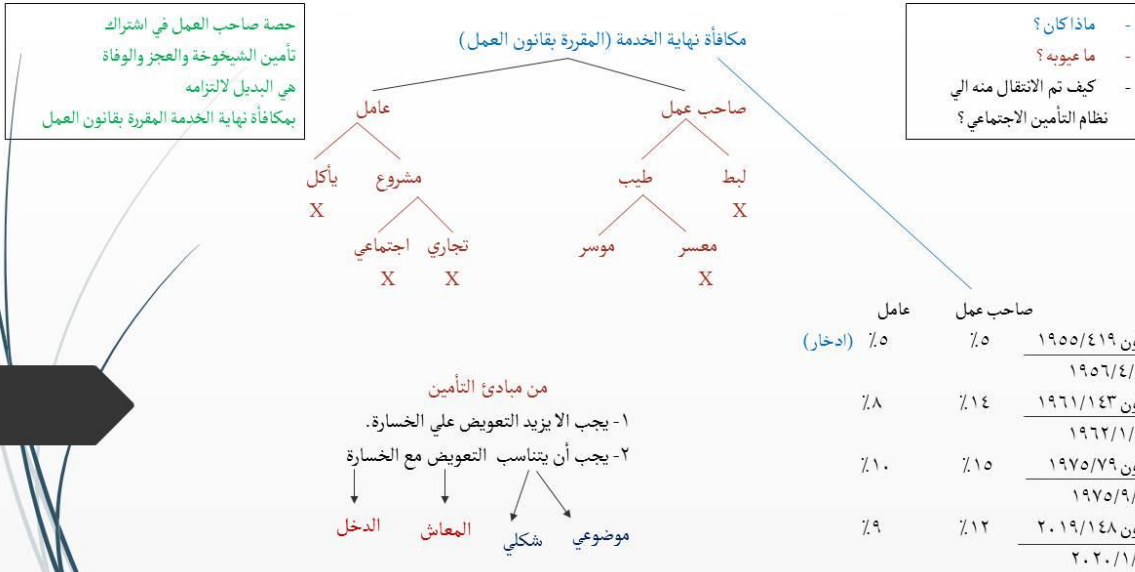 - ماذا كان ؟
- ما عيوبه ؟
- كيف تم الانتقال منه الي
نظام التأمين الاجتماعي ؟
مكافأة نهاية الخدمة (المقررة بقانون العمل)
حصة صاحب العمل في اشتراك
تأمين الشيخوخة والعجز والوفاة
هي البديل لالتزامه
بمكافأة نهاية الخدمة المقررة بقانون العمل
صاحب عمل عامل
لبط طيب مشروع يأكل
X X
معسر موسر تجاري اجتماعي
X X X
صاحب عمل عامل
١٩٥٥/٤١٩ ٥٪ ٥٪ (ادخار)
١٩٥٦/٤/
١٩٦١/١٤٣ ١٤٪ ٨٪
١٩٦٢/١/
١٩٧٥/٧٩ ١٥٪ ١٠٪
١٩٧٥/٩/
٢٠١٩/١٤٨ ١٢٪ ٩٪
٢٠٢٠/١/
من مبادئ التأمين
١- يجب الا يزيد التعويض علي الخسارة.
٢- يجب أن يتناسب التعويض مع الخسارة
موضوعي شكلي المعاش الدخل